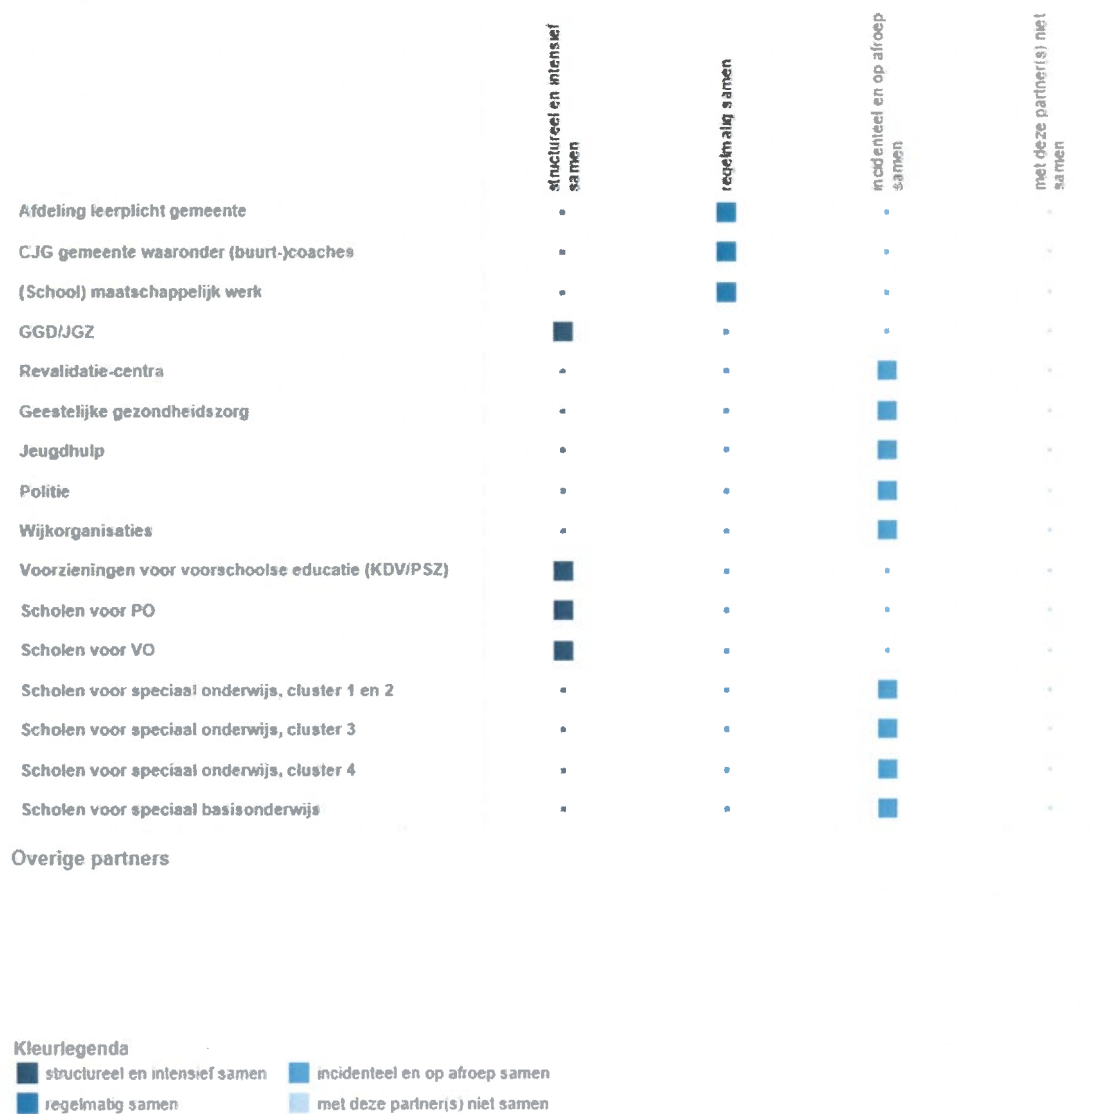 structureel en intensief
samen
regelmatig samen
incidenteel en op afroep
samen
met deze partner(s) niet
samen
Afdeling leerplicht gemeente
CJG gemeente waaronder (buurt-)coaches
(School) maatschappelijk werk
GGD/JGZ
Revalidatie-centra
Geestelijke gezondheidszorg
Jeugdhulp
Politie
Wijkorganisaties
Voorzieningen voor voorschoolse educatie (KDV/PSZ)
Scholen voor PO
Scholen voor VO
Scholen voor speciaal onderwijs, cluster 1 en 2
Scholen voor speciaal onderwijs, cluster 3
Scholen voor speciaal onderwijs, cluster 4
Scholen voor speciaal basisonderwijs
Overige partners
Kleurlegenda
structureel en intensief samen
incidenteel en op afroep samen
regelmatig samen
met deze partner(s) niet samen